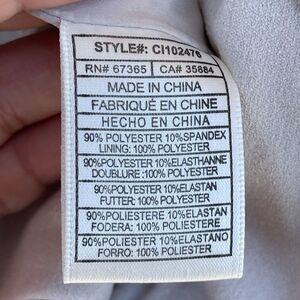 STYLE#: CI102476
RN# 67365 CA# 35884
MADE IN CHINA
FABRIQUÉ EN CHINE
HECHO EN CHINA
90% POLYESTER 10%SPANDEX
LINING: 100% POLYESTER
90%POLYESTER 10%ELASTHANNE
DOUBLURE: 100% POLYESTER
90%POLYESTER 10%ELASTAN
FUTTER: 100% POLYESTER
90%POLIESTERE 10%ELASTAN
FODERA: 100% POLIESTERE
90%POLIESTER 10%ELASTANO
FORRO: 100% POLIESTER